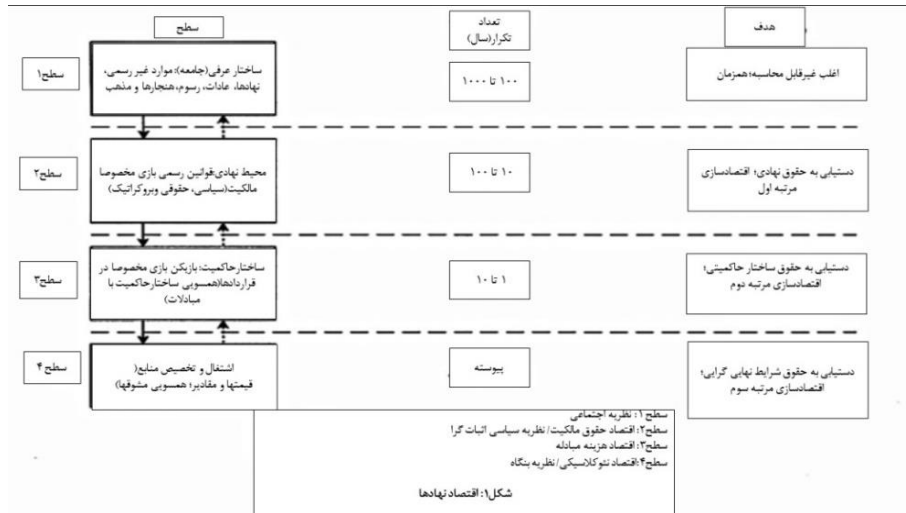 سطح
تعداد
تکرار(سال)
هدف
سطح۱
ساختار عرفی(جامعه):موارد غیر رسمی،
نهادها، عادات، رسوم، هنجارها و مذهب
۱۰۰ تا ۱۰۰۰
اغلب غیرقابل محاسبه؛ همزمان
سطح۲
محیط نهادی:قوانین رسمی بازی مخصوصا
مالکیت(سیاسی، حقوقی وبروکراتیک)
۱۰ تا ۱۰۰
دستیابی به حقوق نهادی؛ اقتصادسازی
مرتبه اول
سطح۳
ساختارحاکمیت: بازیکن بازی مخصوصا در
قراردادها(همسویی ساختارحاکمیت با
مبادلات)
۱ تا ۱۰
دستیابی به حقوق ساختار حاکمیتی؛
اقتصادسازی مرتبه دوم
سطح۴
اشتغال و تخصیص منابع(
قیمتها و مقادیر؛ همسویی مشوقها)
پیوسته
دستیابی به حقوق شرایط نهایی گرایی؛
اقتصادسازی مرتبه سوم
سطح۱: نظریه اجتماعی
سطح۲: اقتصاد حقوق مالکیت/ نظریه سیاسی اثبات گرا
سطح۳: اقتصاد هزینه مبادله
سطح۴:اقتصاد نئوکلاسیکی/ نظریه بنگاه
شکل۱: اقتصاد نهادها